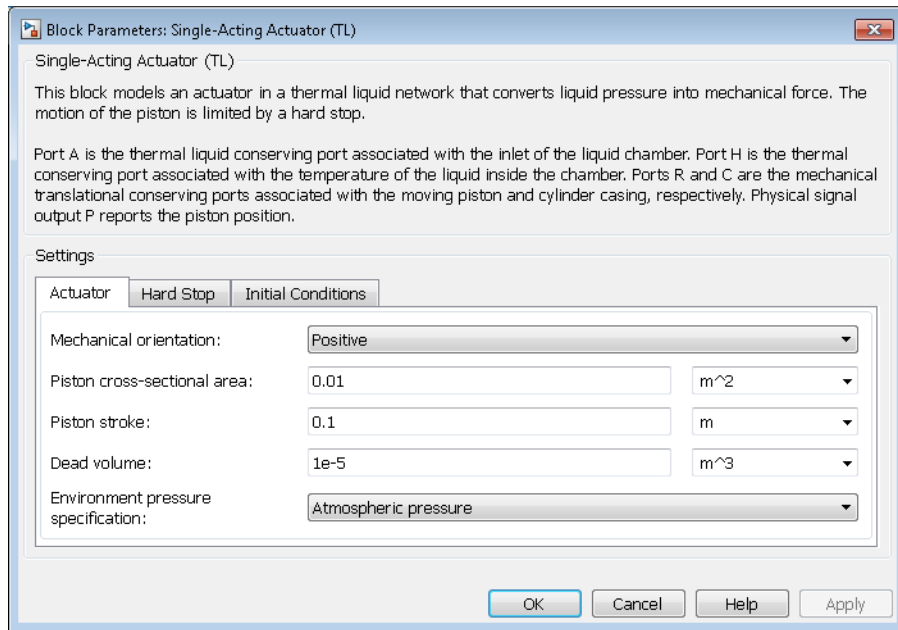 Block Parameters: Single-Acting Actuator (TL)
Single-Acting Actuator (TL)
This block models an actuator in a thermal liquid network that converts liquid pressure into mechanical force. The
motion of the piston is limited by a hard stop.
Port A is the thermal liquid conserving port associated with the inlet of the liquid chamber. Port H is the thermal
conserving port associated with the temperature of the liquid inside the chamber. Ports R and C are the mechanical
translational conserving ports associated with the moving piston and cylinder casing, respectively. Physical signal
output P reports the piston position.
Settings
Actuator Hard Stop Initial Conditions
Mechanical orientation: Positive
Piston cross-sectional area: 0.01 m^2
Piston stroke: 0.1 m
Dead volume: 1e-5 m^3
Environment pressure
specification: Atmospheric pressure
OK Cancel Help Apply